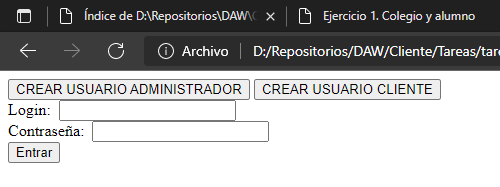 Índice de D:\Repositorios\DAW\
Ejercicio 1. Colegio y alumno
Archivo D:/Repositorios/DAW/Cliente/Tareas/tare
CREAR USUARIO ADMINISTRADOR CREAR USUARIO CLIENTE
Login:
Contraseña:
Entrar